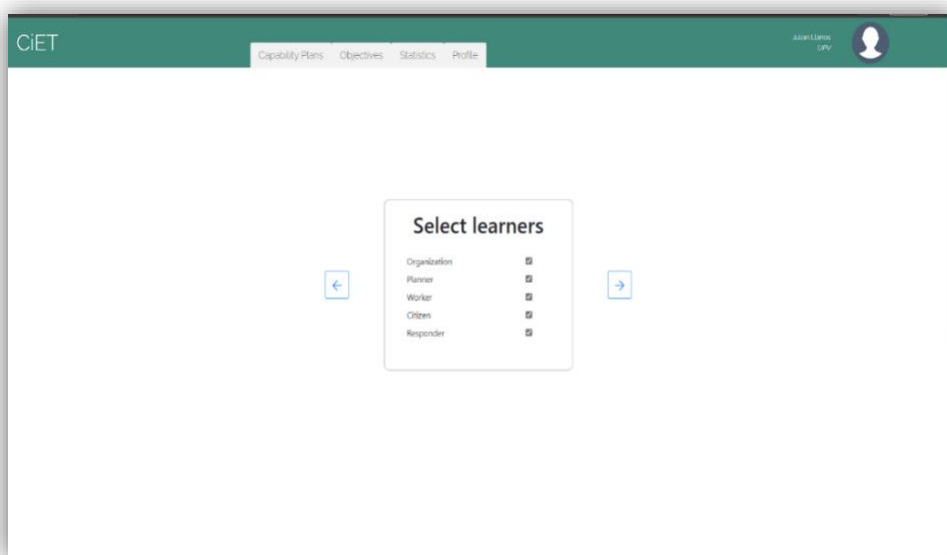 CiET
Capability Plans Objectives Statistics Profile
Julian Llanos
UPV
Select learners
Organization
Planner
Worker
Citizen
Responder